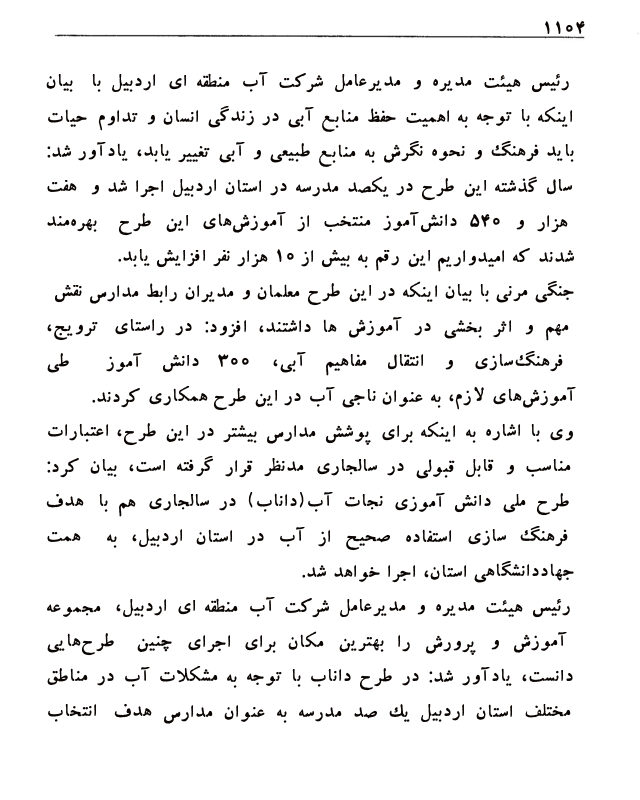 ۱۱۰۴
رئیس هیئت مدیره و مدیرعامل شرکت آب منطقه ای اردبیل با بیان
اینکه با توجه به اهمیت حفظ منابع آبی در زندگی انسان و تداوم حیات
باید فرهنگ و نحوه نگرش به منابع طبیعی و آبی تغییر یابد، یادآور شد:
سال گذشته این طرح در یکصد مدرسه در استان اردبیل اجرا شد و هفت
هزار و ۵۴۰ دانش‌آموز منتخب از آموزش‌های این طرح بهره‌مند
شدند که امیدواریم این رقم به بیش از ۱۰ هزار نفر افزایش یابد.
جنگی مرنی با بیان اینکه در این طرح معلمان و مدیران رابط مدارس نقش
مهم و اثر بخشی در آموزش ها داشتند، افزود: در راستای ترویج،
فرهنگ‌سازی و انتقال مفاهیم آبی، ۳۰۰ دانش آموز طی
آموزش‌های لازم، به عنوان ناجی آب در این طرح همکاری کردند.
وی با اشاره به اینکه برای پوشش مدارس بیشتر در این طرح، اعتبارات
مناسب و قابل قبولی در سالجاری مدنظر قرار گرفته است، بیان کرد:
طرح ملی دانش آموزی نجات آب(داناب) در سالجاری هم با هدف
فرهنگ سازی استفاده صحیح از آب در استان اردبیل، به همت
جهاددانشگاهی استان، اجرا خواهد شد.
رئیس هیئت مدیره و مدیرعامل شرکت آب منطقه ای اردبیل، مجموعه
آموزش و پرورش را بهترین مکان برای اجرای چنین طرح‌هایی
دانست، یادآور شد: در طرح داناب با توجه به مشکلات آب در مناطق
مختلف استان اردبیل یك صد مدرسه به عنوان مدارس هدف انتخاب